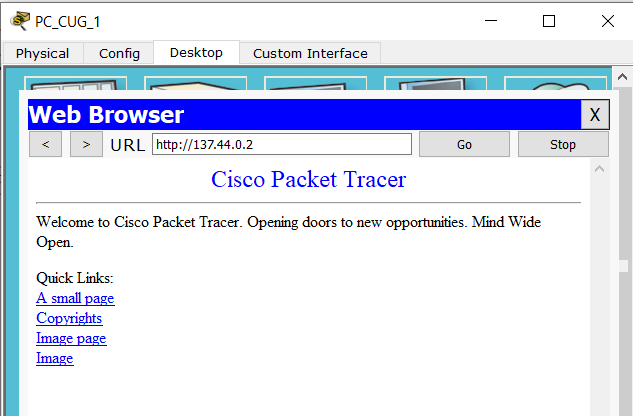 PC_CUG_1
Physical Config Desktop Custom Interface
Web Browser X
< > URL http://137.44.0.2 Go Stop
Cisco Packet Tracer
Welcome to Cisco Packet Tracer. Opening doors to new opportunities. Mind Wide
Open.
Quick Links:
A small page
Copyrights
Image page
Image